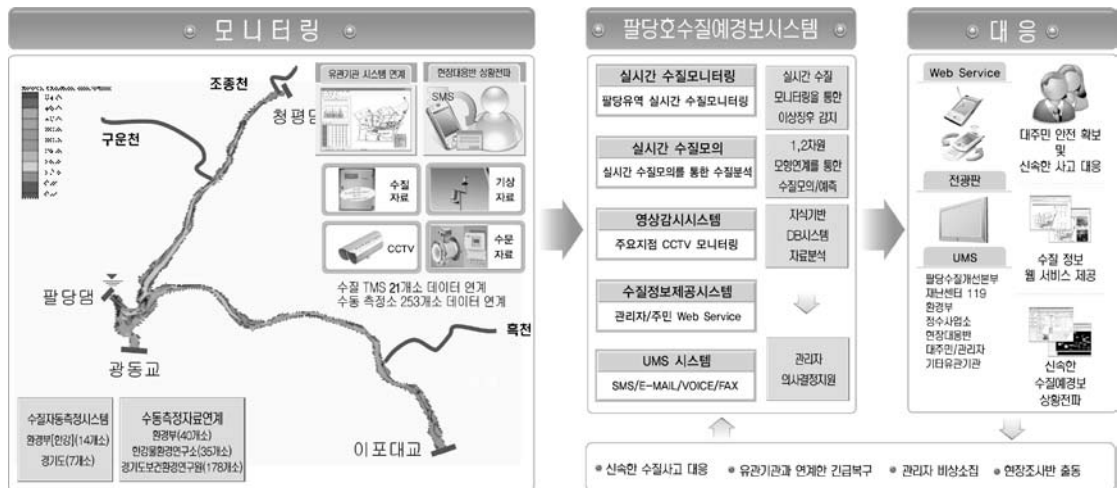 모니터링
조종천
청평댐
구운천
유관기관 시스템 연계
현장대응반 상황전파
SMS
수질
자료
기상
자료
CCTV
수문
자료
수질 TMS 21개소 데이터 연계
수동 측정소 253개소 데이터 연계
팔당댐
광동교
흑천
이포대교
수질자동측정시스템
환경부[한강](14개소)
경기도(7개소)
수동측정자료연계
환경부(40개소)
한강물환경연구소(35개소)
경기도보건환경연구원(178개소)
팔당호수질예경보시스템
실시간 수질모니터링
팔당유역 실시간 수질모니터링
실시간 수질
모니터링을 통한
이상징후 감지
실시간 수질모의
실시간 수질모의를 통한 수질분석
1,2차원
모형연계를 통한
수질모의/예측
영상감시시스템
주요지점 CCTV 모니터링
지식기반
DB시스템
자료분석
수질정보제공시스템
관리자/주민 Web Service
UMS 시스템
SMS/E-MAIL/VOICE/FAX
관리자
의사결정지원
대응
Web Service
대주민 안전 확보
및
신속한 사고 대응
전광판
수질 정보
웹 서비스 제공
UMS
팔당수질개선본부
재난센터 119
환경부
정수사업소
현장대응반
대주민/관리자
기타유관기관
신속한
수질예경보
상황전파
신속한 수질사고 대응
유관기관과 연계한 긴급복구
관리자 비상소집
현장조사반 출동